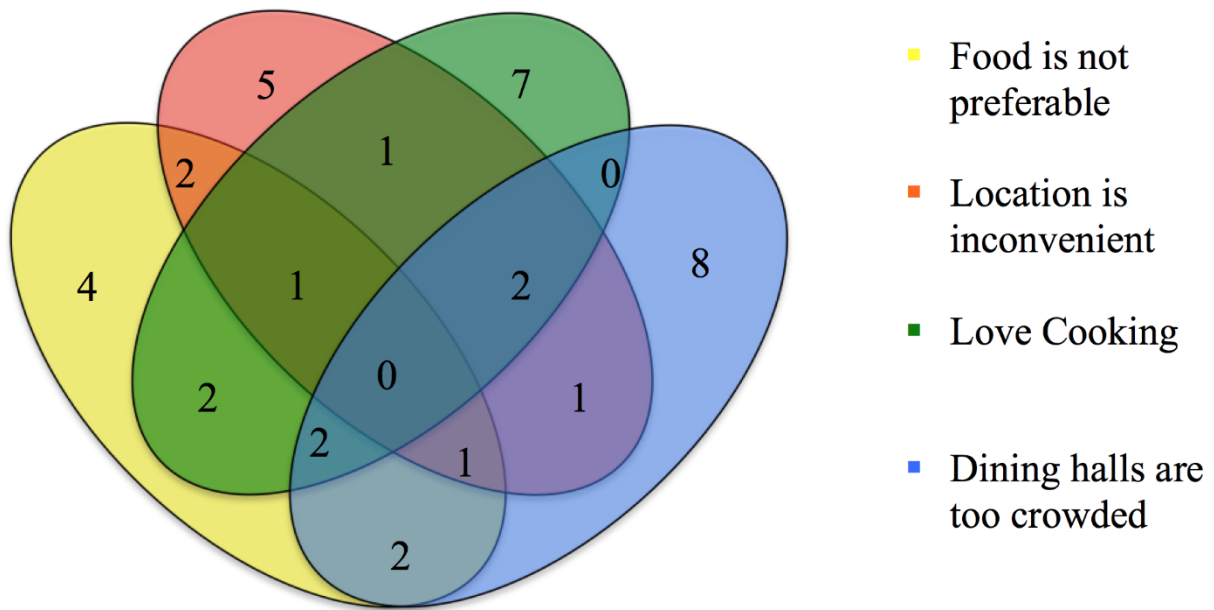 5
7
1
2
0
4
1
2
8
2
0
1
2
1
2
Food is not
preferable
Location is
inconvenient
Love Cooking
Dining halls are
too crowded